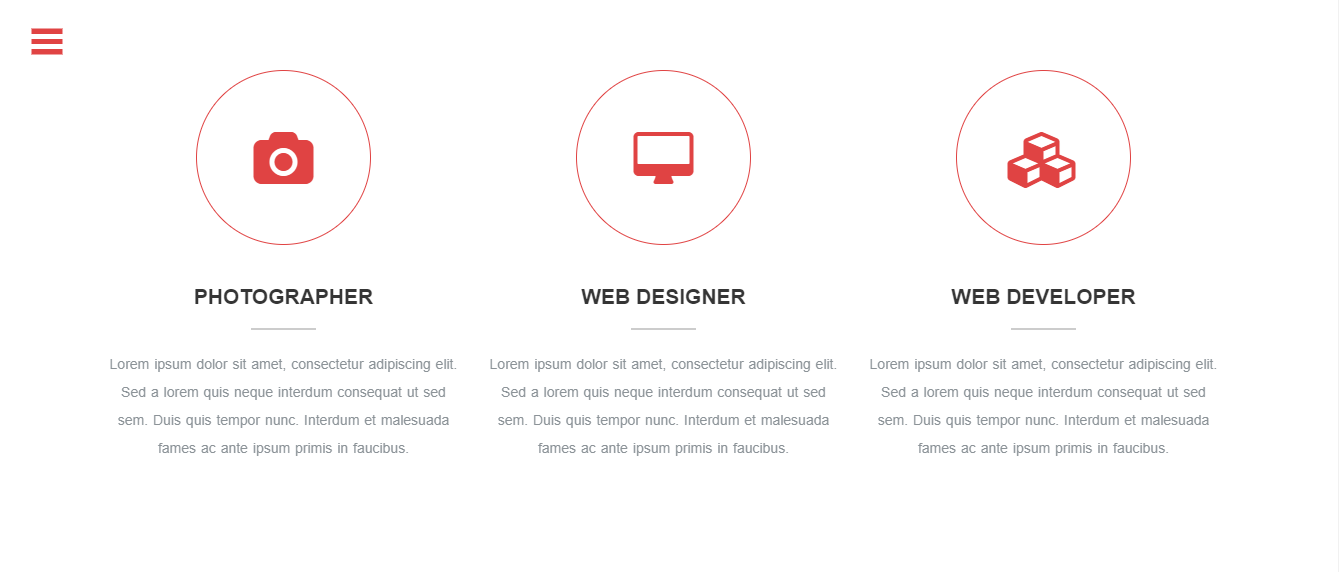 PHOTOGRAPHER
Lorem ipsum dolor sit amet, consectetur adipiscing elit.
Sed a lorem quis neque interdum consequat ut sed
sem. Duis quis tempor nunc. Interdum et malesuada
fames ac ante ipsum primis in faucibus.
WEB DESIGNER
Lorem ipsum dolor sit amet, consectetur adipiscing elit.
Sed a lorem quis neque interdum consequat ut sed
sem. Duis quis tempor nunc. Interdum et malesuada
fames ac ante ipsum primis in faucibus.
WEB DEVELOPER
Lorem ipsum dolor sit amet, consectetur adipiscing elit.
Sed a lorem quis neque interdum consequat ut sed
sem. Duis quis tempor nunc. Interdum et malesuada
fames ac ante ipsum primis in faucibus.